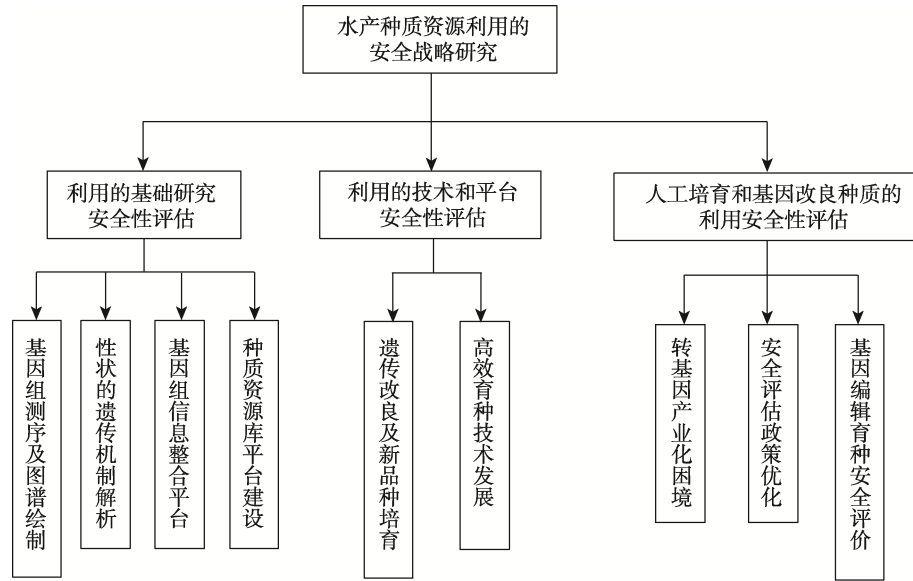 水产种质资源利用的
安全战略研究
利用的基础研究
安全性评估
利用的技术和平台
安全性评估
人工培育和基因改良种质的
利用安全性评估
基因组测序及图谱绘制
性状的遗传机制解析
基因组信息整合平台
种质资源库平台建设
遗传改良及新品种培育
高效育种技术发展
转基因产业化困境
安全评估政策优化
基因编辑育种安全评价